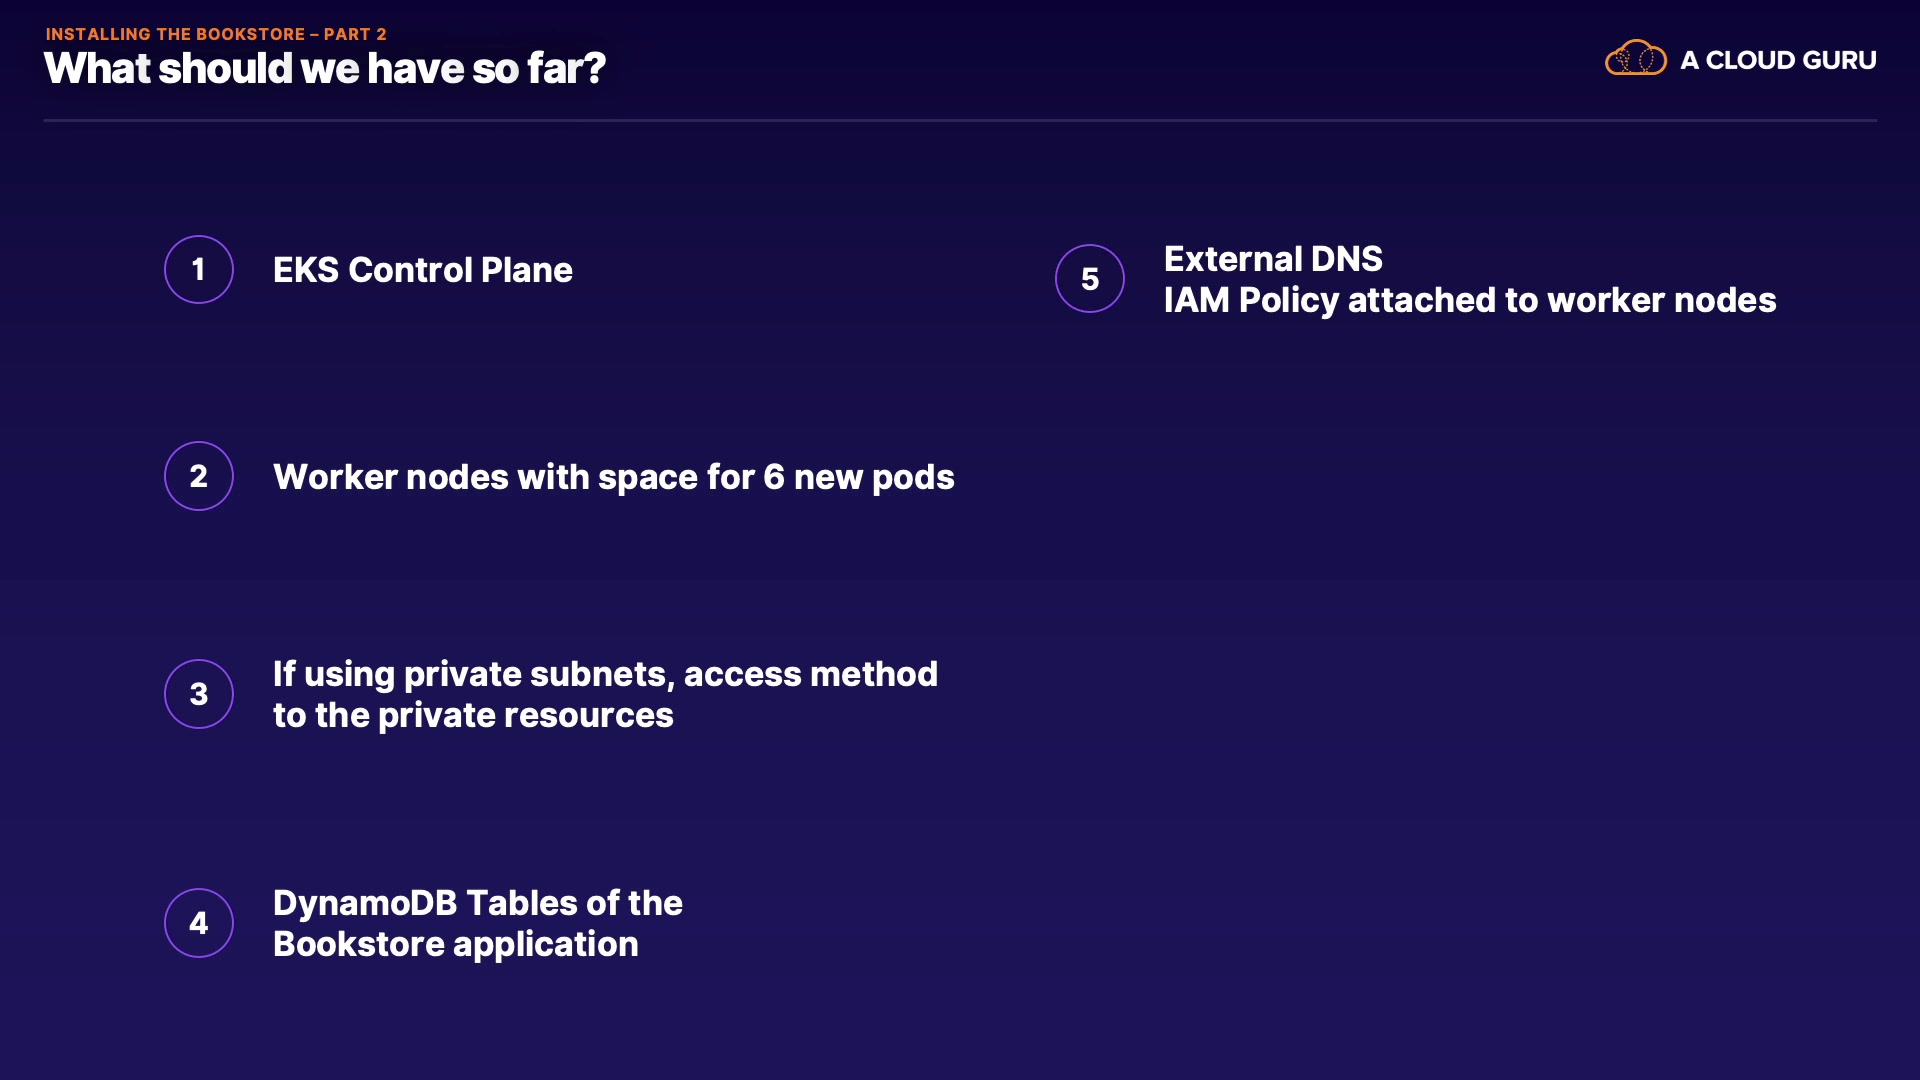 INSTALLING THE BOOKSTORE – PART 2
What should we have so far?
A CLOUD GURU
1
EKS Control Plane
2
Worker nodes with space for 6 new pods
3
If using private subnets, access method
to the private resources
4
DynamoDB Tables of the
Bookstore application
5
External DNS
IAM Policy attached to worker nodes